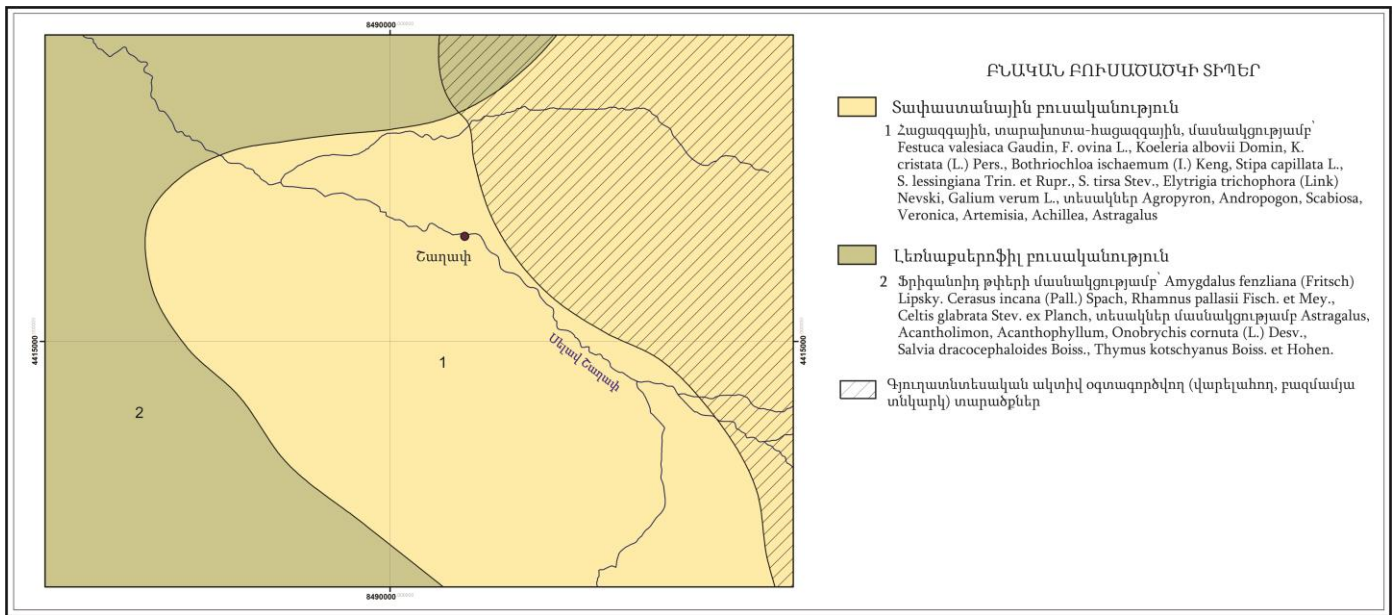 8490000
4415000
4415000
Շաղափ
Սելավ Շաղափ
1
2
8490000
ԲՆԱԿԱՆ ԲՈՒՍԱԾԱԾԿԻ ՏԻՊԵՐ
Տափաստանային բուսականություն
1 Հացազգային, տարախոտա-հացազգային, մասնակցությամբ՝
Festuca valesiaca Gaudin, F. ovina L., Koeleria albovii Domin, K.
cristata (L.) Pers., Bothriochloa ischaemum (I.) Keng, Stipa capillata L.,
S. lessingiana Trin. et Rupr., S. tirsa Stev., Elytrigia trichophora (Link)
Nevski, Galium verum L., տեսակներ Agropyron, Andropogon, Scabiosa,
Veronica, Artemisia, Achillea, Astragalus
Լեռնաքսերոֆիլ բուսականություն
2 Ֆրիգանոիդ թփերի մասնակցությամբ՝ Amygdalus fenzliana (Fritsch)
Lipsky. Cerasus incana (Pall.) Spach, Rhamnus pallasii Fisch. et Mey.,
Celtis glabrata Stev. ex Planch, տեսակներ մասնակցությամբ Astragalus,
Acantholimon, Acanthophyllum, Onobrychis cornuta (L.) Desv.,
Salvia dracocephaloides Boiss., Thymus kotschyanus Boiss. et Hohen.
Գյուղատնտեսական ակտիվ օգտագործվող (վարելահող, բազմամյա
տնկարկ) տարածքներ